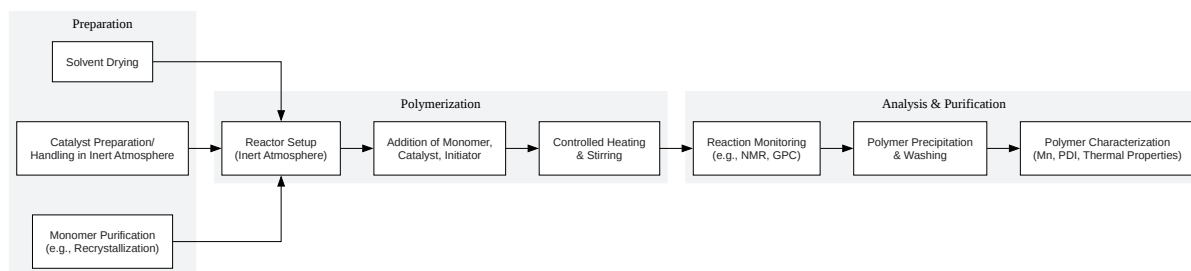 Preparation
Solvent Drying
Catalyst Preparation/
Handling in Inert Atmosphere
Monomer Purification
(e.g., Recrystallization)
Polymerization
Reactor Setup
(Inert Atmosphere)
Addition of Monomer,
Catalyst, Initiator
Controlled Heating
& Stirring
Analysis & Purification
Reaction Monitoring
(e.g., NMR, GPC)
Polymer Precipitation
& Washing
Polymer Characterization
(Mn, PDI, Thermal Properties)